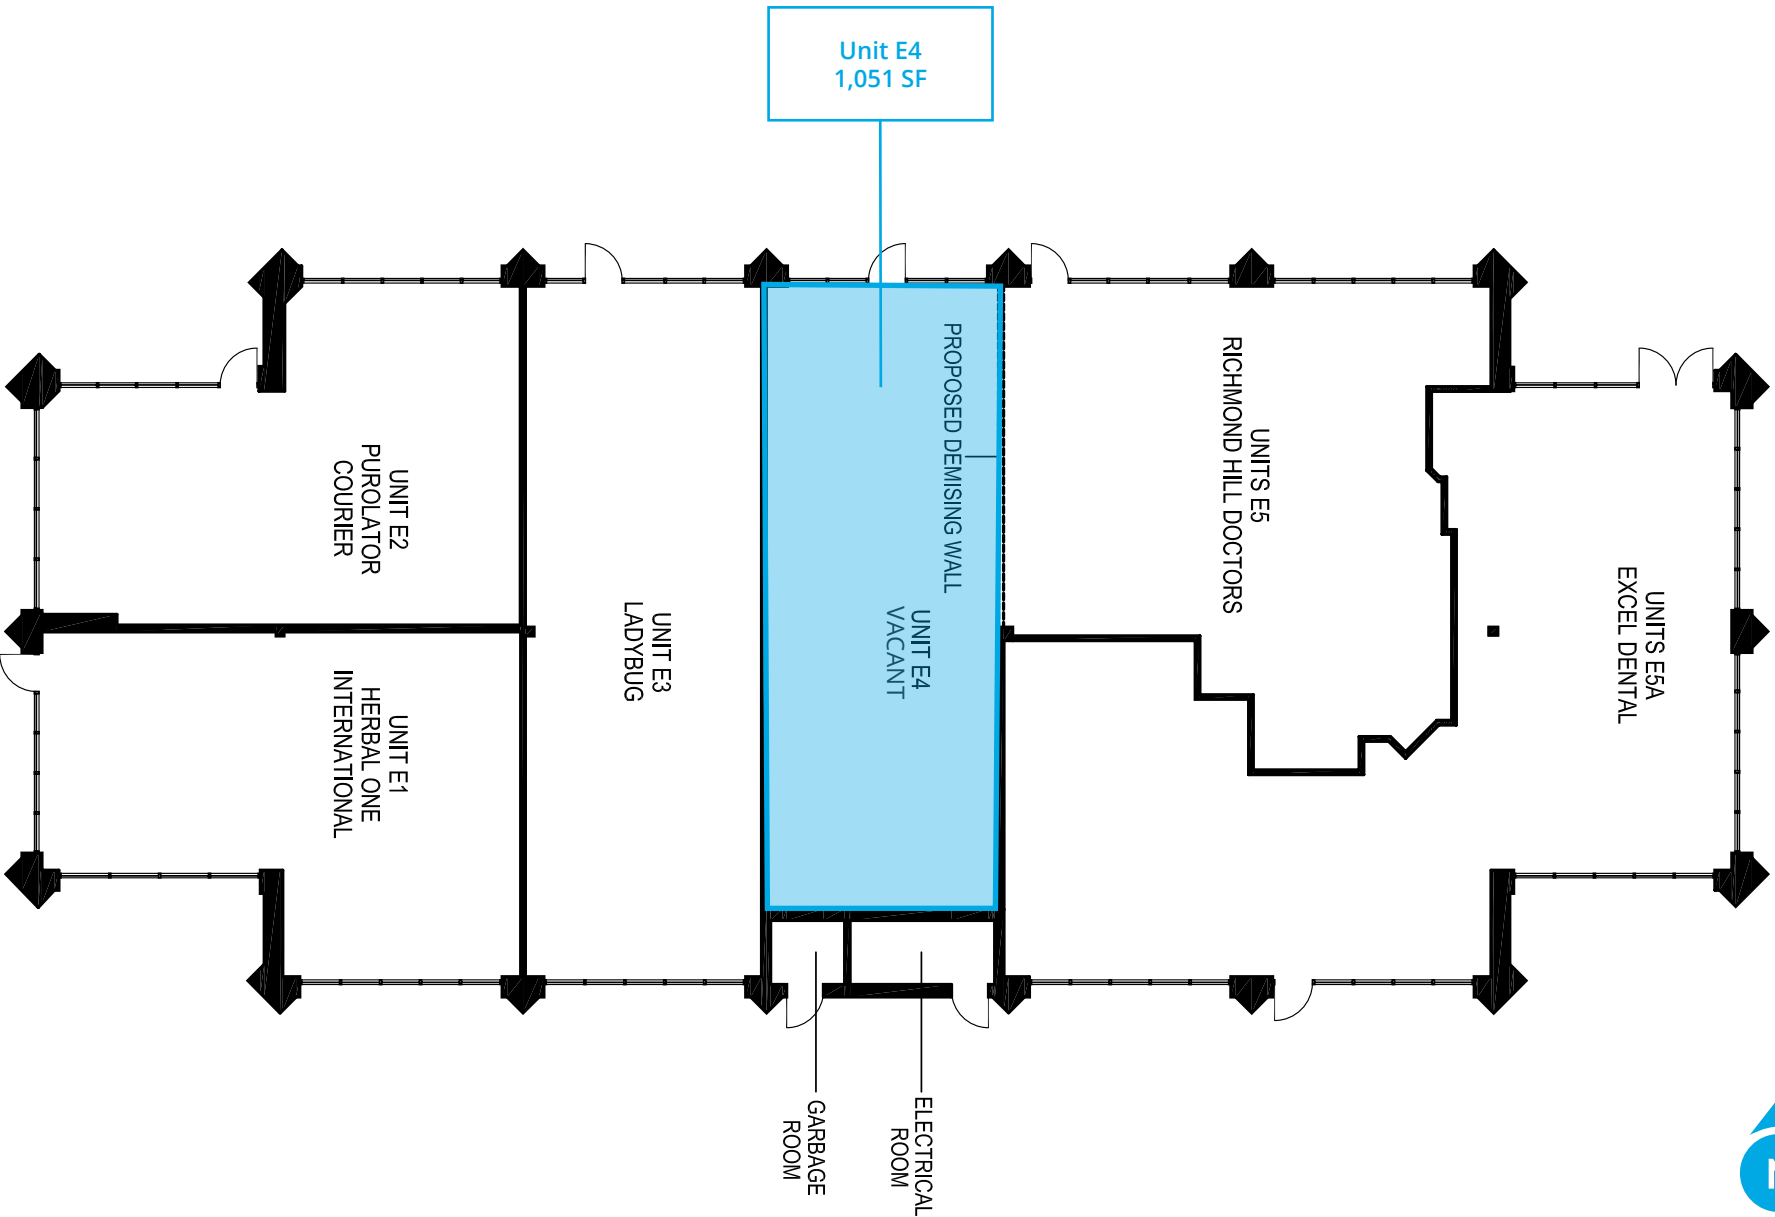 Unit E4
1,051 SF
UNIT E2
PUROLATOR
COURIER
UNIT E1
HERBAL ONE
INTERNATIONAL
UNIT E3
LADYBUG
PROPOSED DEMISING WALL
UNIT E4
VACANT
UNITS E5
RICHMOND HILL DOCTORS
UNITS E5A
EXCEL DENTAL
GARBAGE
ROOM
ELECTRICAL
ROOM